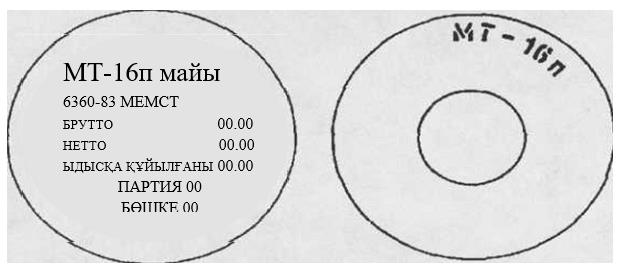 МТ-16п майы
6360-83 МЕМСТ
БРУТТО 00.00
НЕТТО 00.00
ЫДЫСҚА ҚҰЙЫЛҒАНЫ 00.00
ПАРТИЯ 00
БӨШКЕ 00
МТ-16п